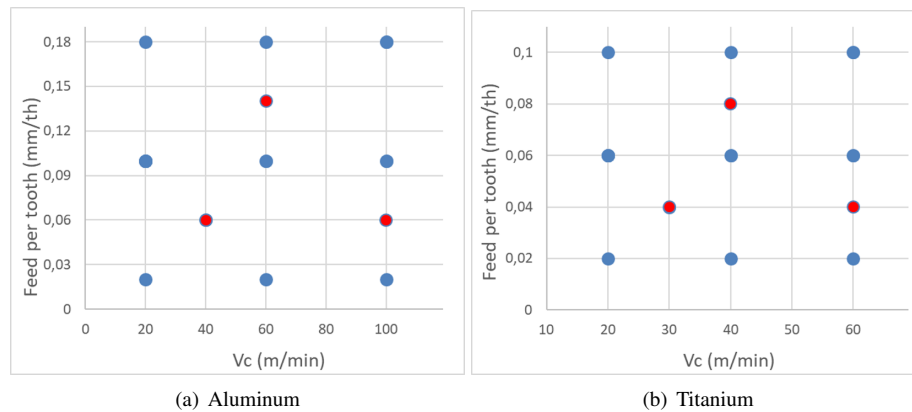 Feed per tooth (mm/th)
0,18
0,15
0,12
0,09
0,06
0,03
0
0 20 40 60 80 100
Vc (m/min)
(a) Aluminum
Feed per tooth (mm/th)
0,1
0,08
0,06
0,04
0,02
0
10 20 30 40 50 60
Vc (m/min)
(b) Titanium